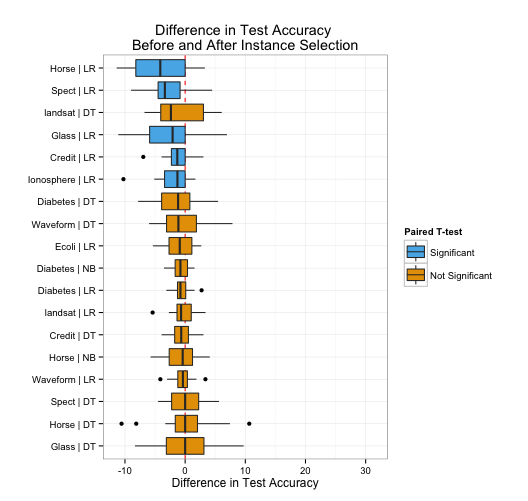 Difference in Test Accuracy
Before and After Instance Selection
Horse | LR
Spect | LR
landsat | DT
Glass | LR
Credit | LR
Ionosphere | LR
Diabetes | DT
Waveform | DT
Ecoli | LR
Diabetes | NB
Diabetes | LR
landsat | LR
Credit | DT
Horse | NB
Waveform | LR
Spect | DT
Horse | DT
Glass | DT
-10 0 10 20 30
Difference in Test Accuracy
Paired T-test
Significant
Not Significant